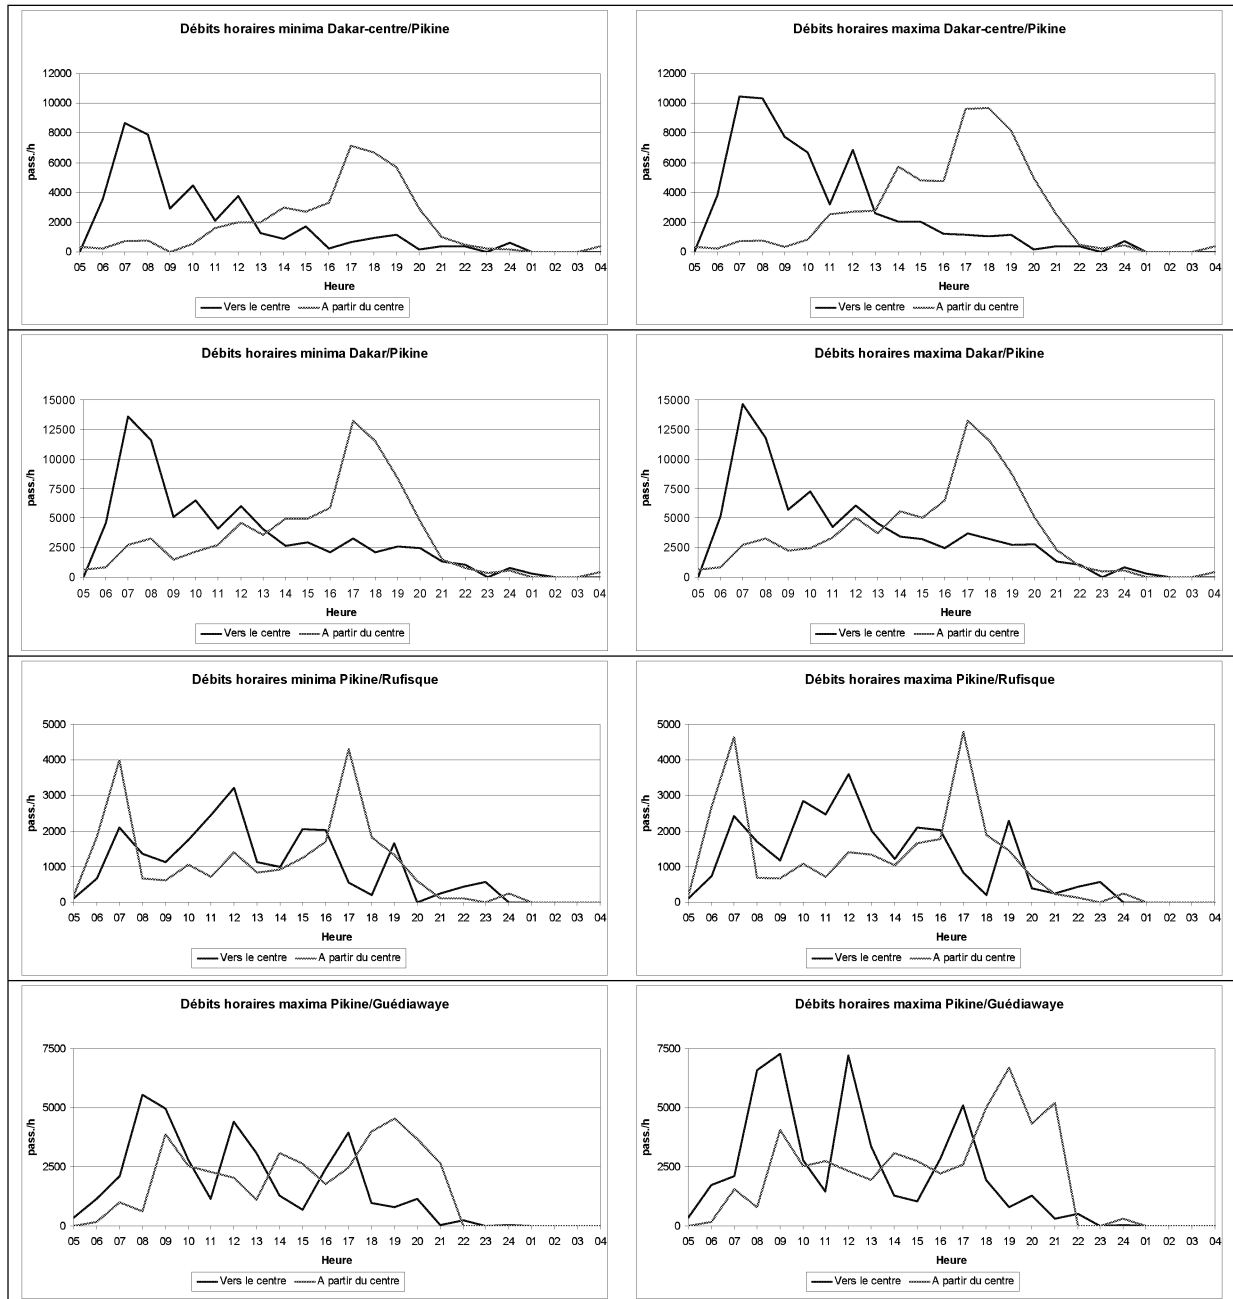 Débits horaires minima Dakar-centre/Pikine
12000
10000
8000
6000
4000
2000
0
pass./h
05 06 07 08 09 10 11 12 13 14 15 16 17 18 19 20 21 22 23 24 01 02 03 04
Heure
Vers le centre A partir du centre
Débits horaires maxima Dakar-centre/Pikine
12000
10000
8000
6000
4000
2000
0
pass./h
05 06 07 08 09 10 11 12 13 14 15 16 17 18 19 20 21 22 23 24 01 02 03 04
Heure
Vers le centre A partir du centre
Débits horaires minima Dakar/Pikine
15000
12500
10000
7500
5000
2500
0
pass./h
05 06 07 08 09 10 11 12 13 14 15 16 17 18 19 20 21 22 23 24 01 02 03 04
Heure
Vers le centre A partir du centre
Débits horaires maxima Dakar/Pikine
15000
12500
10000
7500
5000
2500
0
pass./h
05 06 07 08 09 10 11 12 13 14 15 16 17 18 19 20 21 22 23 24 01 02 03 04
Heure
Vers le centre A partir du centre
Débits horaires minima Pikine/Rufisque
5000
4000
3000
2000
1000
0
pass./h
05 06 07 08 09 10 11 12 13 14 15 16 17 18 19 20 21 22 23 24 01 02 03 04
Heure
Vers le centre A partir du centre
Débits horaires maxima Pikine/Rufisque
5000
4000
3000
2000
1000
0
pass./h
05 06 07 08 09 10 11 12 13 14 15 16 17 18 19 20 21 22 23 24 01 02 03 04
Heure
Vers le centre A partir du centre
Débits horaires maxima Pikine/Guédiawaye
7500
5000
2500
0
pass./h
05 06 07 08 09 10 11 12 13 14 15 16 17 18 19 20 21 22 23 24 01 02 03 04
Heure
Vers le centre A partir du centre
Débits horaires maxima Pikine/Guédiawaye
7500
5000
2500
0
pass./h
05 06 07 08 09 10 11 12 13 14 15 16 17 18 19 20 21 22 23 24 01 02 03 04
Heure
Vers le centre A partir du centre